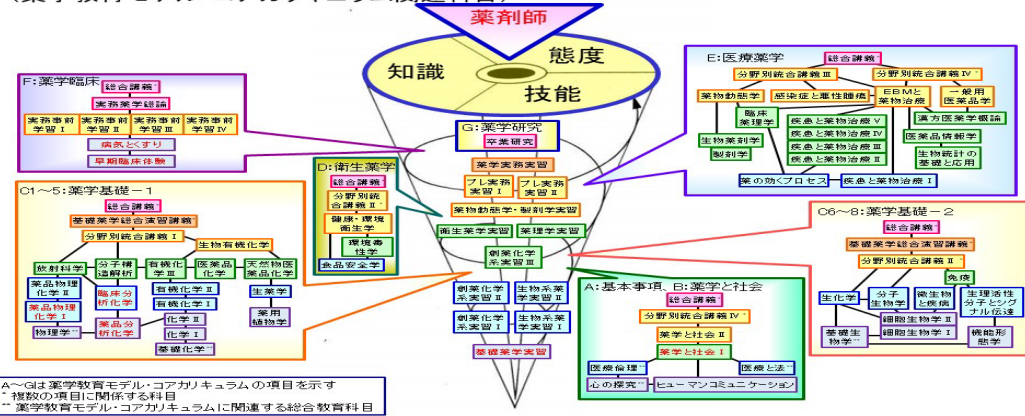 薬剤師
知識
態度
技能
F:薬学臨床
総合講義*
実務薬学総論
実務事前学習Ⅰ
実務事前学習Ⅱ
実務事前学習Ⅲ
実務事前学習Ⅳ
病気とくすり
早期臨床体験
G:薬学研究
卒業研究
薬学実務実習
プレ実務実習Ⅰ
プレ実務実習Ⅱ
薬物動態学・製剤学実習
衛生薬学実習
薬理学実習
創薬化学系実習Ⅲ
創薬化学系実習Ⅱ
生物系薬学実習Ⅱ
創薬化学系実習Ⅰ
生物系薬学実習Ⅰ
基礎薬学実習
E:医療薬学
総合講義*
分野別統合講義Ⅲ
分野別統合講義Ⅳ*
薬物動態学
感染症と悪性腫瘍
EBMと薬物治療
一般用医薬品学
臨床薬理学
疾患と薬物治療Ⅴ
疾患と薬物治療Ⅳ
疾患と薬物治療Ⅲ
疾患と薬物治療Ⅱ
漢方医薬学概論
医薬品情報学
生物薬剤学
製剤学
生物統計の基礎と応用
薬の効くプロセス
疾患と薬物治療Ⅰ
D:衛生薬学
総合講義*
分野別統合講義Ⅱ*
健康・環境衛生学
環境毒性学
食品安全学
C1～5:薬学基礎－1
総合講義*
基礎薬学総合演習講義*
分野別統合講義Ⅰ
生物有機化学
放射科学
分子構造解析
有機化学Ⅲ
医薬品化学
天然物医薬品化学
薬品物理化学Ⅱ
臨床分析化学
有機化学Ⅱ
生薬学
薬品物理化学Ⅰ
有機化学Ⅰ
薬用植物学
物理学**
薬品分析化学
化学Ⅱ
化学Ⅰ
基礎化学**
C6～8:薬学基礎－2
総合講義*
基礎薬学総合演習講義*
分野別統合講義Ⅱ*
免疫
生化学
分子生物学
微生物と疾病
生理活性分子とシグナル伝達
細胞生物学Ⅱ
細胞生物学Ⅰ
基礎生物学**
機能形態学
A:基本事項、B:薬学と社会
総合講義*
分野別統合講義Ⅳ*
薬学と社会Ⅱ
薬学と社会Ⅰ
医療倫理**
医療と法**
心の探究**
ヒューマンコミュニケーション
A～Gは薬学教育モデル・コアカリキュラムの項目を示す
* 複数の項目に関係する科目
** 薬学教育モデル・コアカリキュラムに関連する総合教育科目